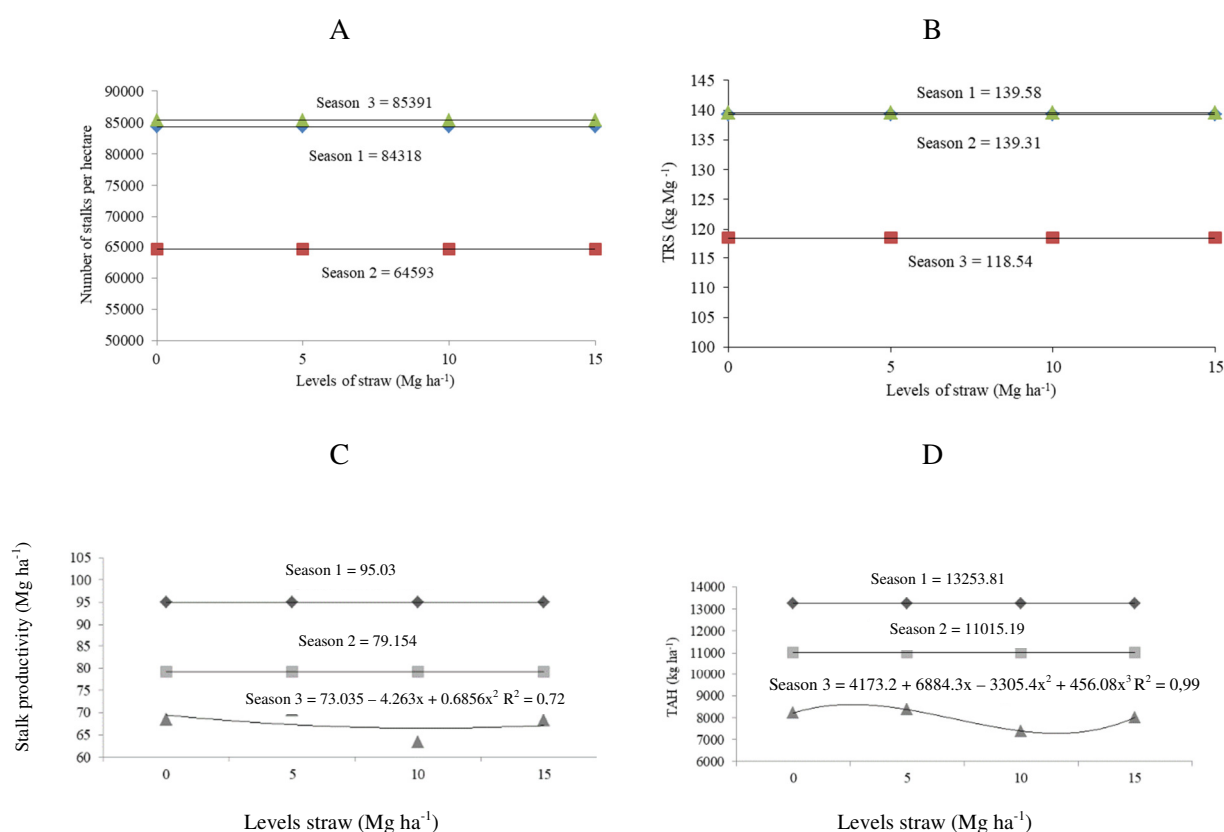 A
Number of stalks per hectare
90000
85000
80000
75000
70000
65000
60000
55000
50000
Season 3 = 85391
Season 1 = 84318
Season 2 = 64593
0 5 10 15
Levels of straw (Mg ha⁻¹)
B
TRS (kg Mg ⁻¹)
145
140
135
130
125
120
115
110
105
100
Season 1 = 139.58
Season 2 = 139.31
Season 3 = 118.54
0 5 10 15
Levels of straw (Mg ha⁻¹)
C
Stalk productivity (Mg ha⁻¹)
105
100
95
90
85
80
75
70
65
60
Season 1 = 95.03
Season 2 = 79.154
Season 3 = 73.035 – 4.263x + 0.6856x² R² = 0,72
0 5 10 15
Levels straw (Mg ha⁻¹)
D
TAH (kg ha⁻¹)
14000
13000
12000
11000
10000
9000
8000
7000
6000
Season 1 = 13253.81
Season 2 = 11015.19
Season 3 = 4173.2 + 6884.3x – 3305.4x² + 456.08x³ R² = 0,99
0 5 10 15
Levels straw (Mg ha⁻¹)